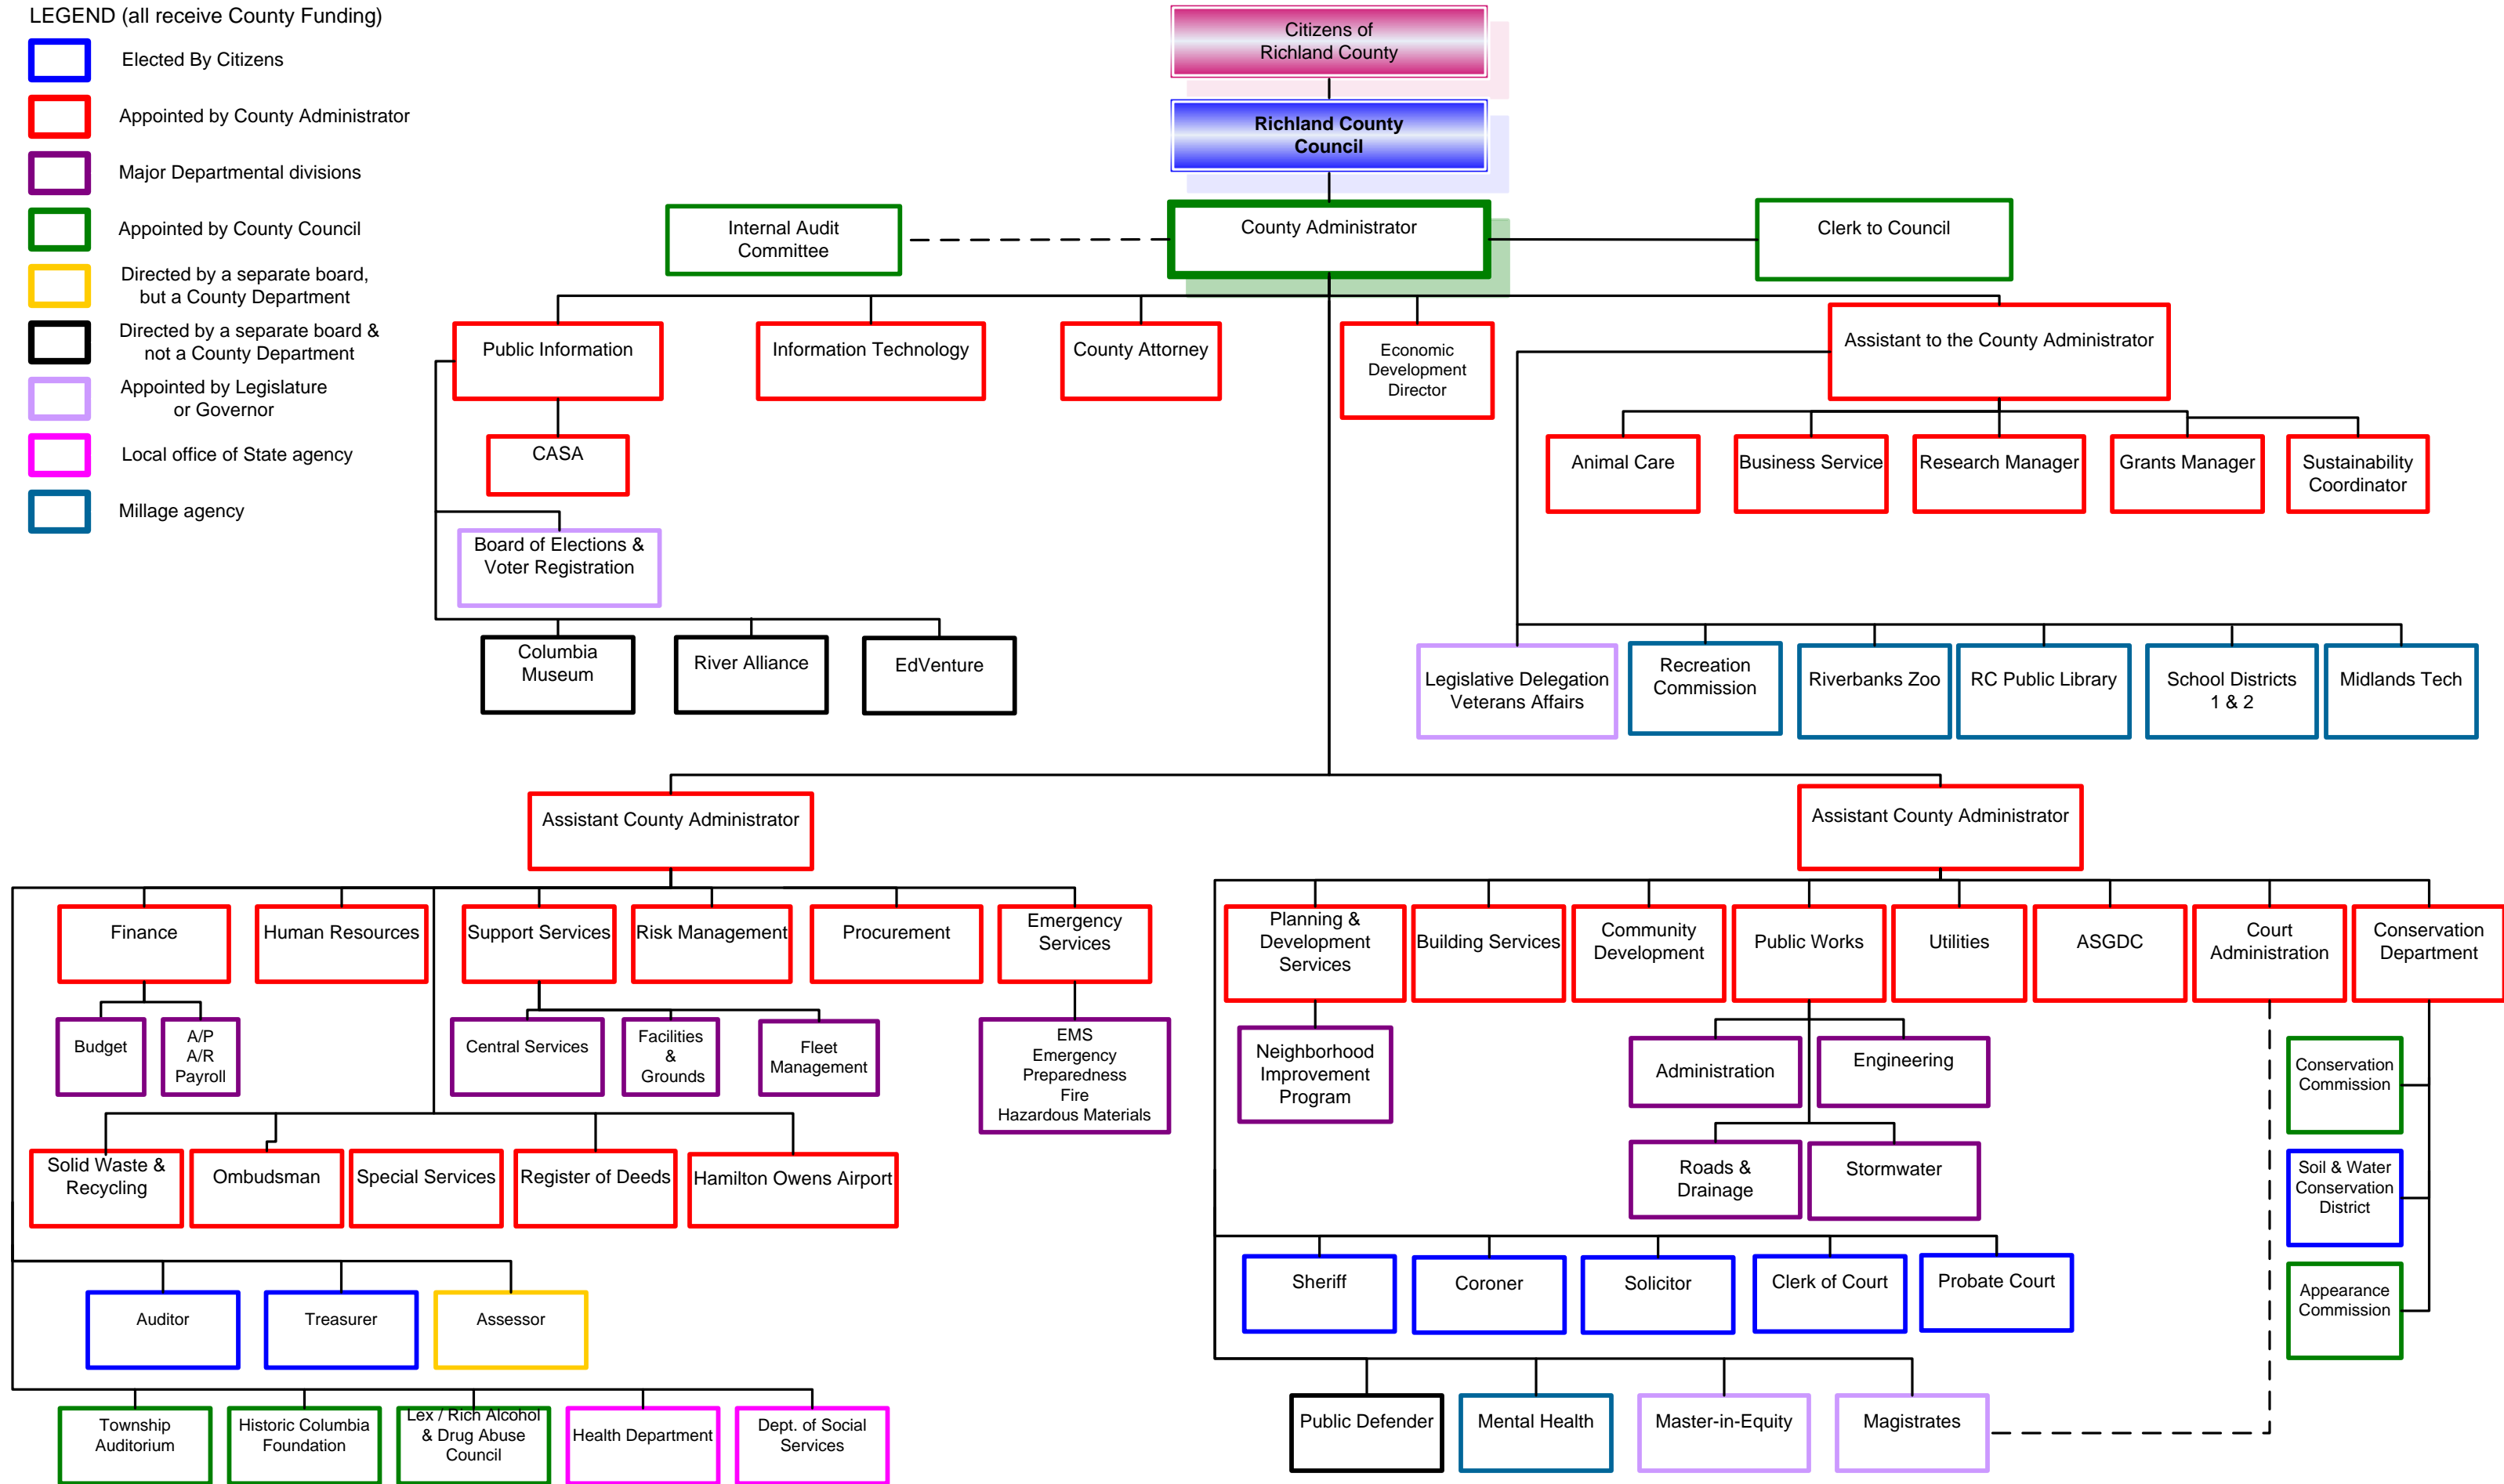 LEGEND (all receive County Funding)
Elected By Citizens
Appointed by County Administrator
Major Departmental divisions
Appointed by County Council
Directed by a separate board,
but a County Department
Directed by a separate board &
not a County Department
Appointed by Legislature
or Governor
Local office of State agency
Millage agency
Citizens of
Richland County
Richland County
Council
Internal Audit
Committee
County Administrator
Clerk to Council
Public Information
Information Technology
County Attorney
Economic
Development
Director
Assistant to the County Administrator
CASA
Animal Care
Business Service
Research Manager
Grants Manager
Sustainability
Coordinator
Board of Elections &
Voter Registration
Columbia
Museum
River Alliance
EdVenture
Legislative Delegation
Veterans Affairs
Recreation
Commission
Riverbanks Zoo
RC Public Library
School Districts
1 & 2
Midlands Tech
Assistant County Administrator
Assistant County Administrator
Finance
Human Resources
Support Services
Risk Management
Procurement
Emergency
Services
Planning &
Development
Services
Building Services
Community
Development
Public Works
Utilities
ASGDC
Court
Administration
Conservation
Department
Budget
A/P
A/R
Payroll
Central Services
Facilities
&
Grounds
Fleet
Management
EMS
Emergency
Preparedness
Fire
Hazardous Materials
Neighborhood
Improvement
Program
Administration
Engineering
Conservation
Commission
Solid Waste &
Recycling
Ombudsman
Special Services
Register of Deeds
Hamilton Owens Airport
Roads &
Drainage
Stormwater
Soil & Water
Conservation
District
Auditor
Treasurer
Assessor
Sheriff
Coroner
Solicitor
Clerk of Court
Probate Court
Appearance
Commission
Township
Auditorium
Historic Columbia
Foundation
Lex / Rich Alcohol
& Drug Abuse
Council
Health Department
Dept. of Social
Services
Public Defender
Mental Health
Master-in-Equity
Magistrates